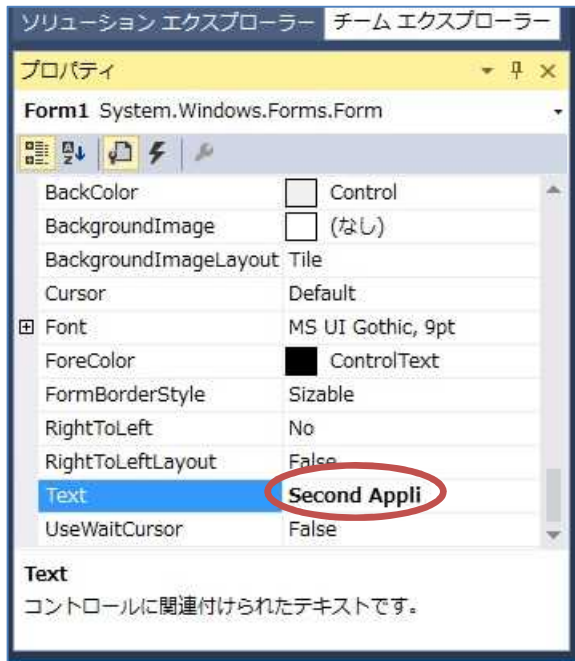 ソリューション エクスプローラー チーム エクスプローラー
プロパティ
Form1 System.Windows.Forms.Form
BackColor Control
BackgroundImage (なし)
BackgroundImageLayout Tile
Cursor Default
Font MS UI Gothic, 9pt
ForeColor ControlText
FormBorderStyle Sizable
RightToLeft No
RightToLeftLayout False
Text Second Appli
UseWaitCursor False
Text
コントロールに関連付けられたテキストです。